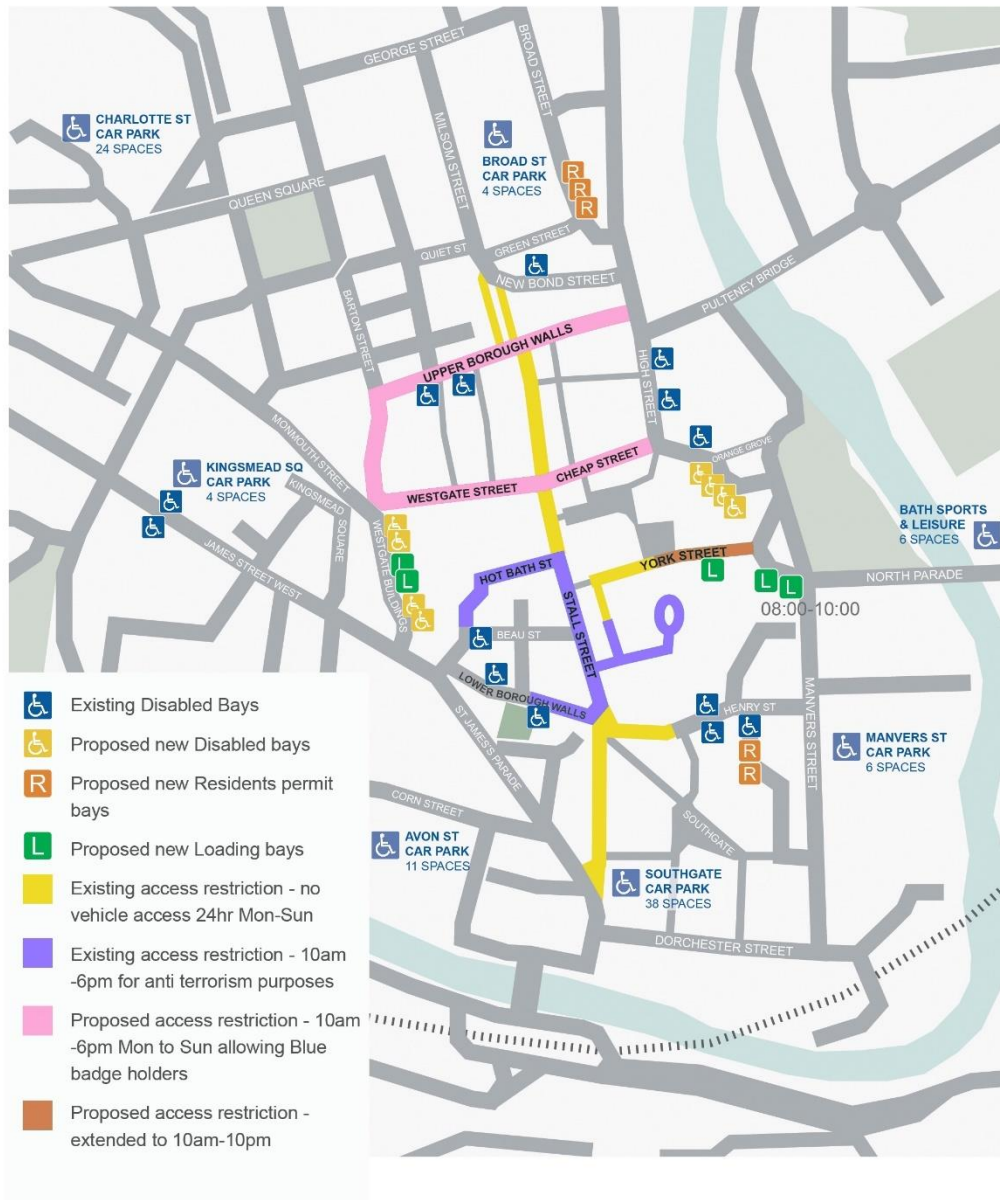 GEORGE STREET
BROAD STREET
MILSOM STREET
CHARLOTTE ST
CAR PARK
24 SPACES
BROAD ST
CAR PARK
4 SPACES
R
R
R
QUEEN SQUARE
QUIET ST
GREEN STREET
NEW BOND STREET
PULTENEY BRIDGE
BARTON STREET
UPPER BOROUGH WALLS
HIGH STREET
MONMOUTH STREET
ORANGE GROVE
CHEAP STREET
WESTGATE STREET
KINGSMEAD SQ
CAR PARK
4 SPACES
KINGSMEAD
SQUARE
WESTGATE BUILDINGS
L
L
JAMES STREET WEST
BATH SPORTS
& LEISURE
6 SPACES
HOT BATH ST
YORK STREET
L
L
L
NORTH PARADE
08:00-10:00
STALL STREET
BEAU ST
LOWER BOROUGH WALLS
HENRY ST
MANVERS STREET
R
R
MANVERS ST
CAR PARK
6 SPACES
ST JAMES'S PARADE
CORN STREET
SOUTHGATE
AVON ST
CAR PARK
11 SPACES
SOUTHGATE
CAR PARK
38 SPACES
DORCHESTER STREET
Existing Disabled Bays
Proposed new Disabled bays
R
Proposed new Residents permit
bays
L
Proposed new Loading bays
Existing access restriction - no
vehicle access 24hr Mon-Sun
Existing access restriction - 10am
-6pm for anti terrorism purposes
Proposed access restriction - 10am
-6pm Mon to Sun allowing Blue
badge holders
Proposed access restriction -
extended to 10am-10pm